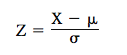 Z = (X − μ) / σ